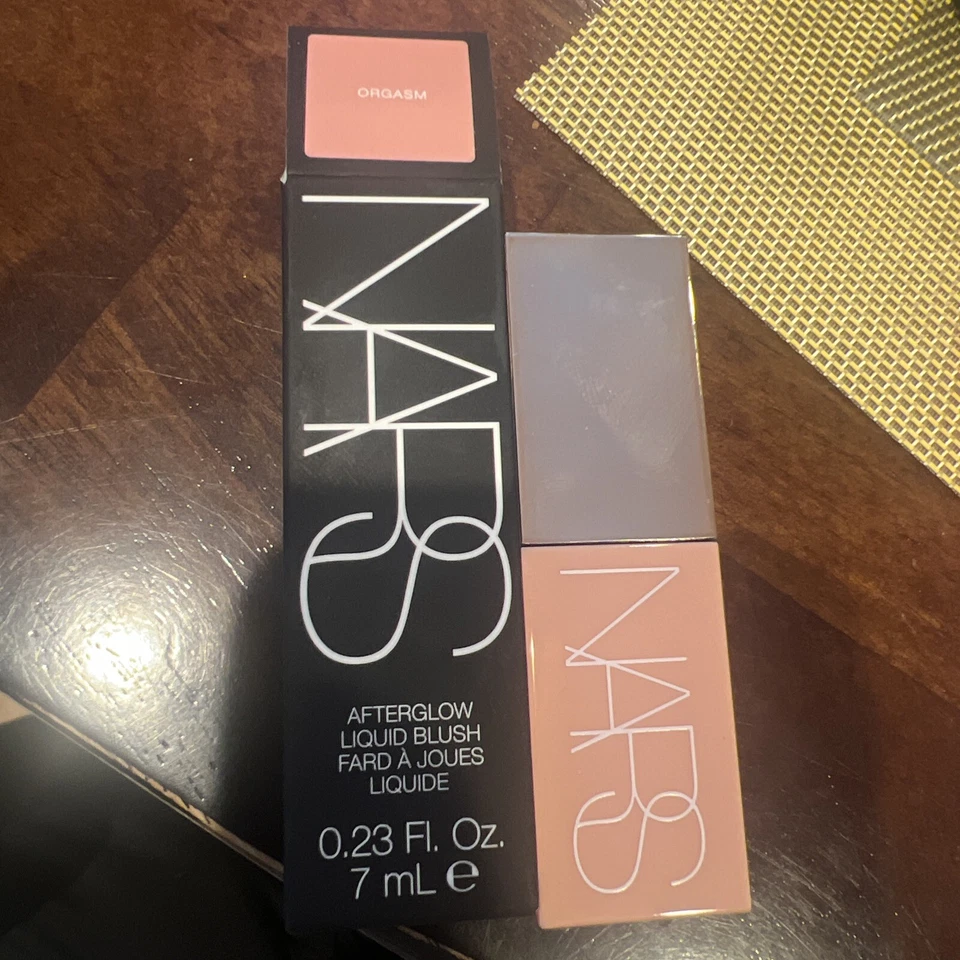 ORGASM
NARS
AFTERGLOW
LIQUID BLUSH
FARD À JOUES
LIQUIDE
0.23 Fl. Oz.
7 mL ℮
NARS